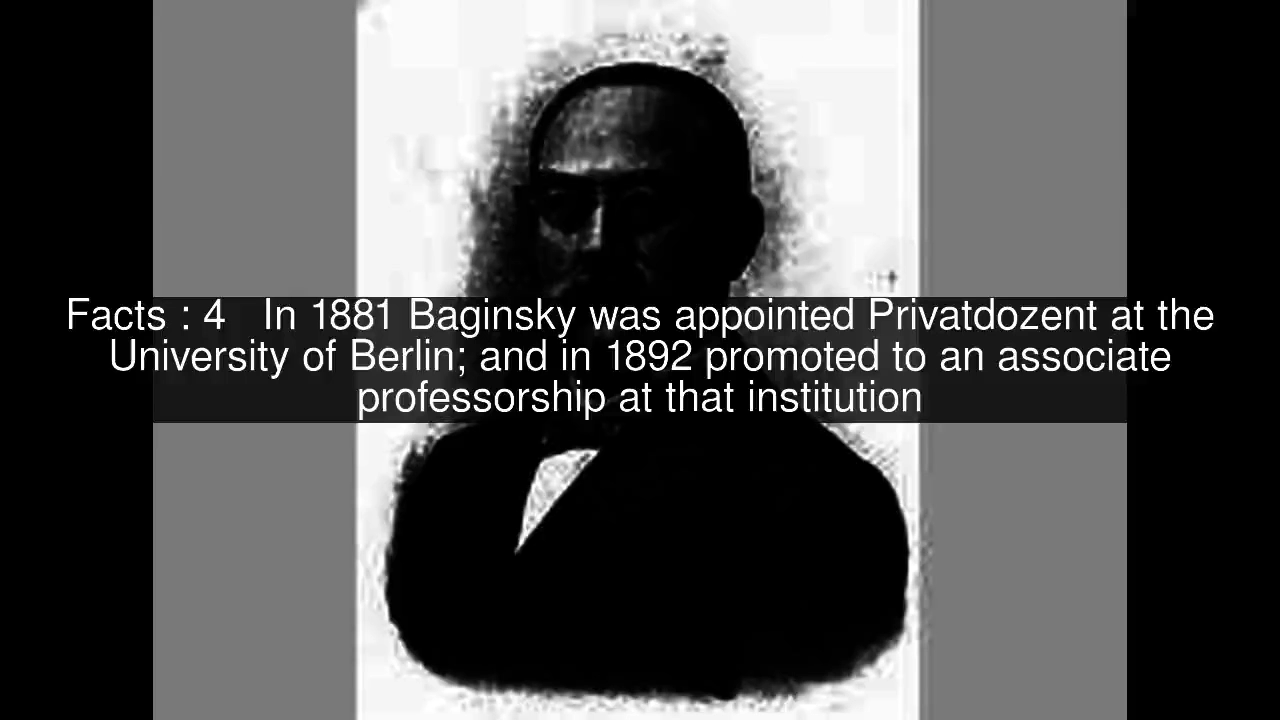 Facts : 4 In 1881 Baginsky was appointed Privatdozent at the
University of Berlin; and in 1892 promoted to an associate
professorship at that institution